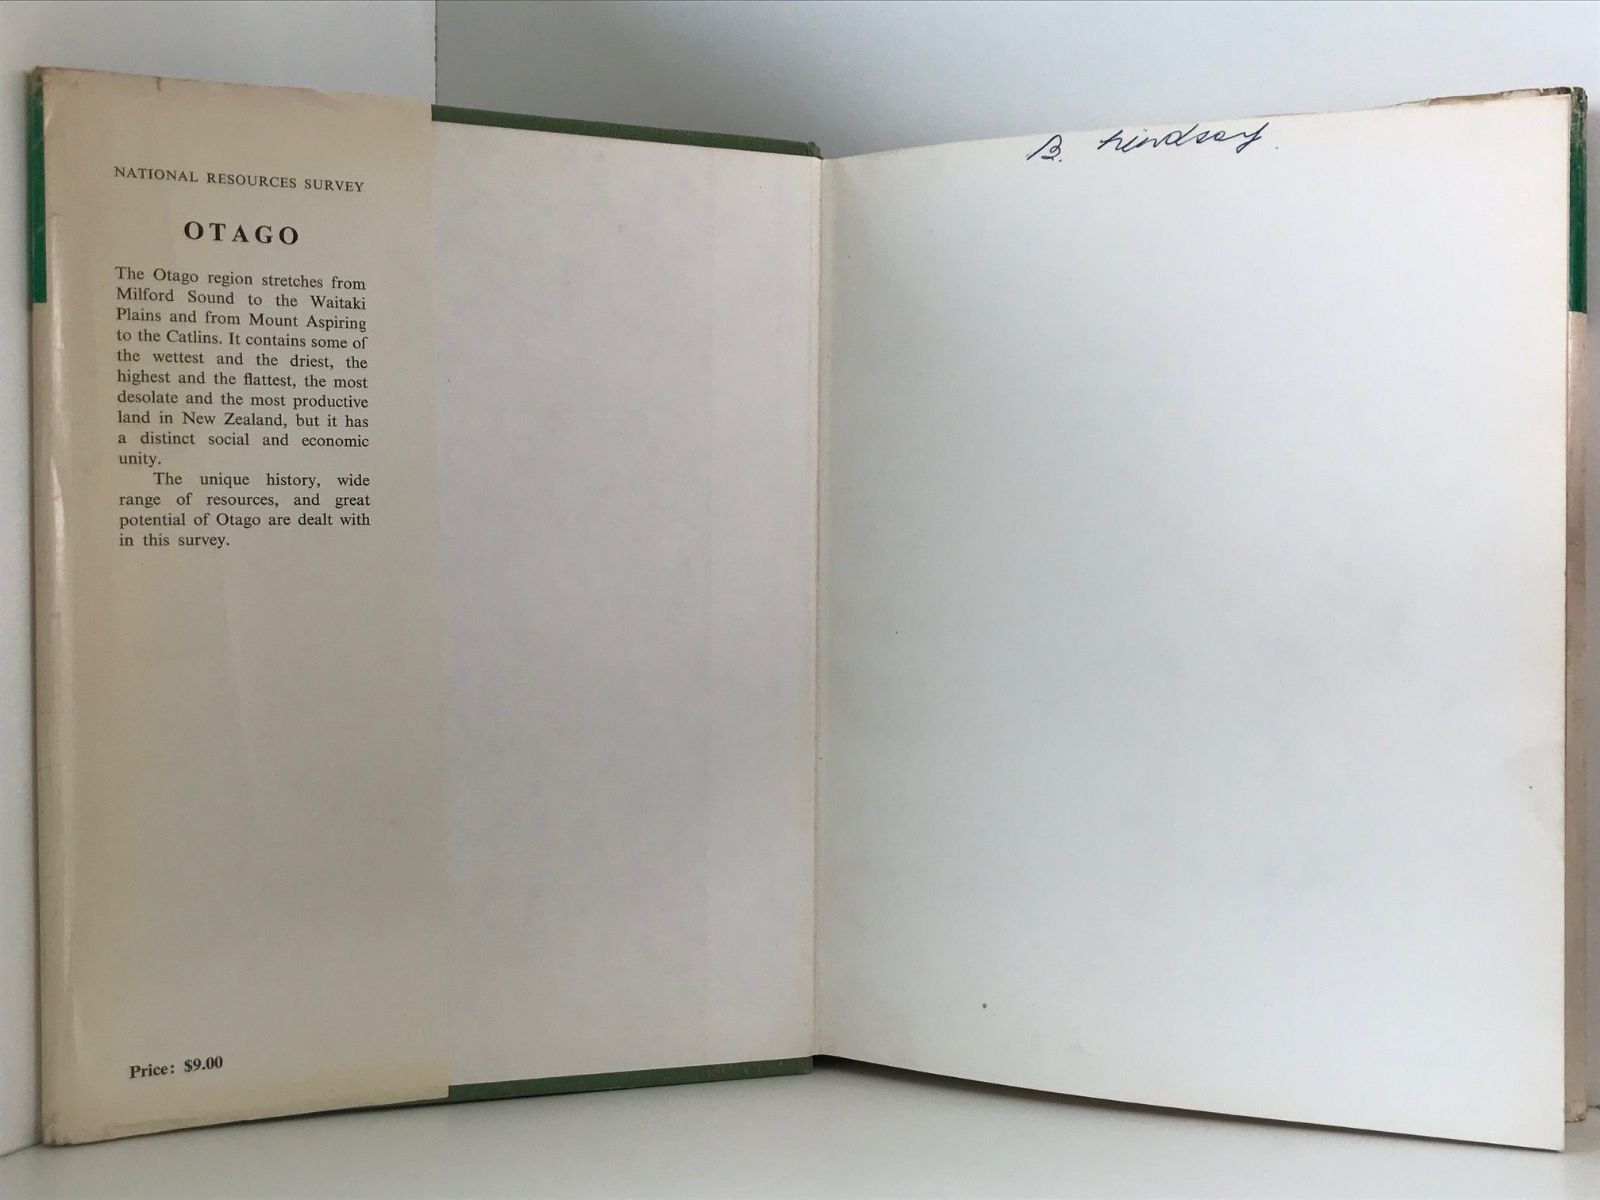 NATIONAL RESOURCES SURVEY
OTAGO
The Otago region stretches from
Milford Sound to the Waitaki
Plains and from Mount Aspiring
to the Catlins. It contains some of
the wettest and the driest, the
highest and the flattest, the most
desolate and the most productive
land in New Zealand, but it has
a distinct social and economic
unity.
The unique history, wide
range of resources, and great
potential of Otago are dealt with
in this survey.
Price: $9.00
B. Lindsay.